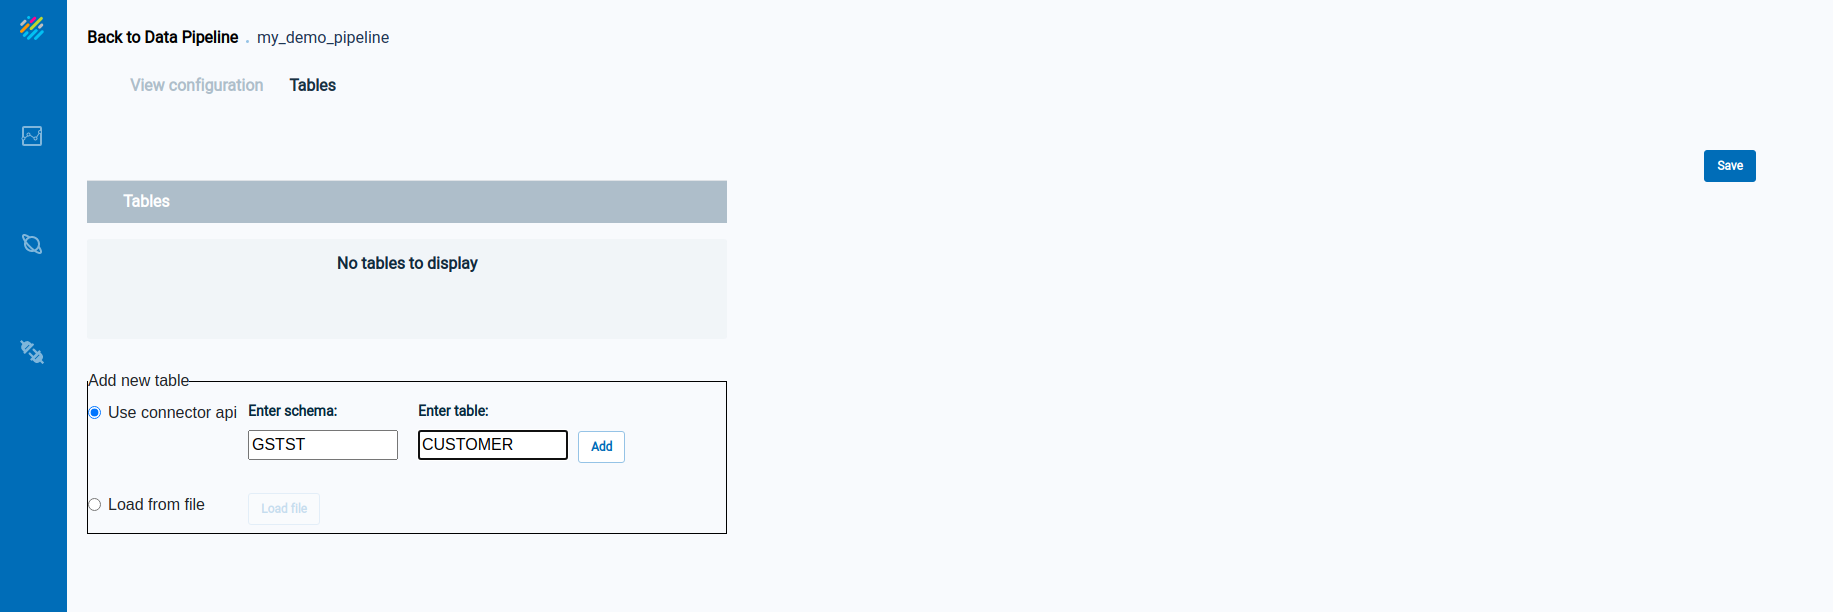 Back to Data Pipeline . my_demo_pipeline
View configuration Tables
Save
Tables
No tables to display
Add new table
Use connector api Enter schema: Enter table:
GSTST CUSTOMER Add
Load from file Load file